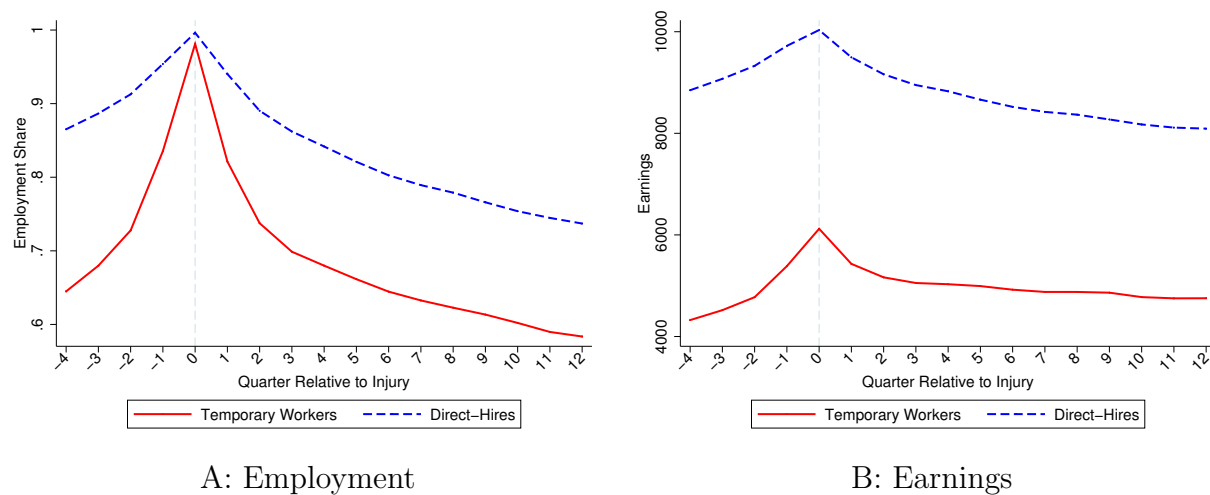 Employment Share
1
.9
.8
.7
.6
−4 −3 −2 −1 0 1 2 3 4 5 6 7 8 9 10 11 12
Quarter Relative to Injury
Temporary Workers Direct−Hires
A: Employment
Earnings
10000
8000
6000
4000
−4 −3 −2 −1 0 1 2 3 4 5 6 7 8 9 10 11 12
Quarter Relative to Injury
Temporary Workers Direct−Hires
B: Earnings